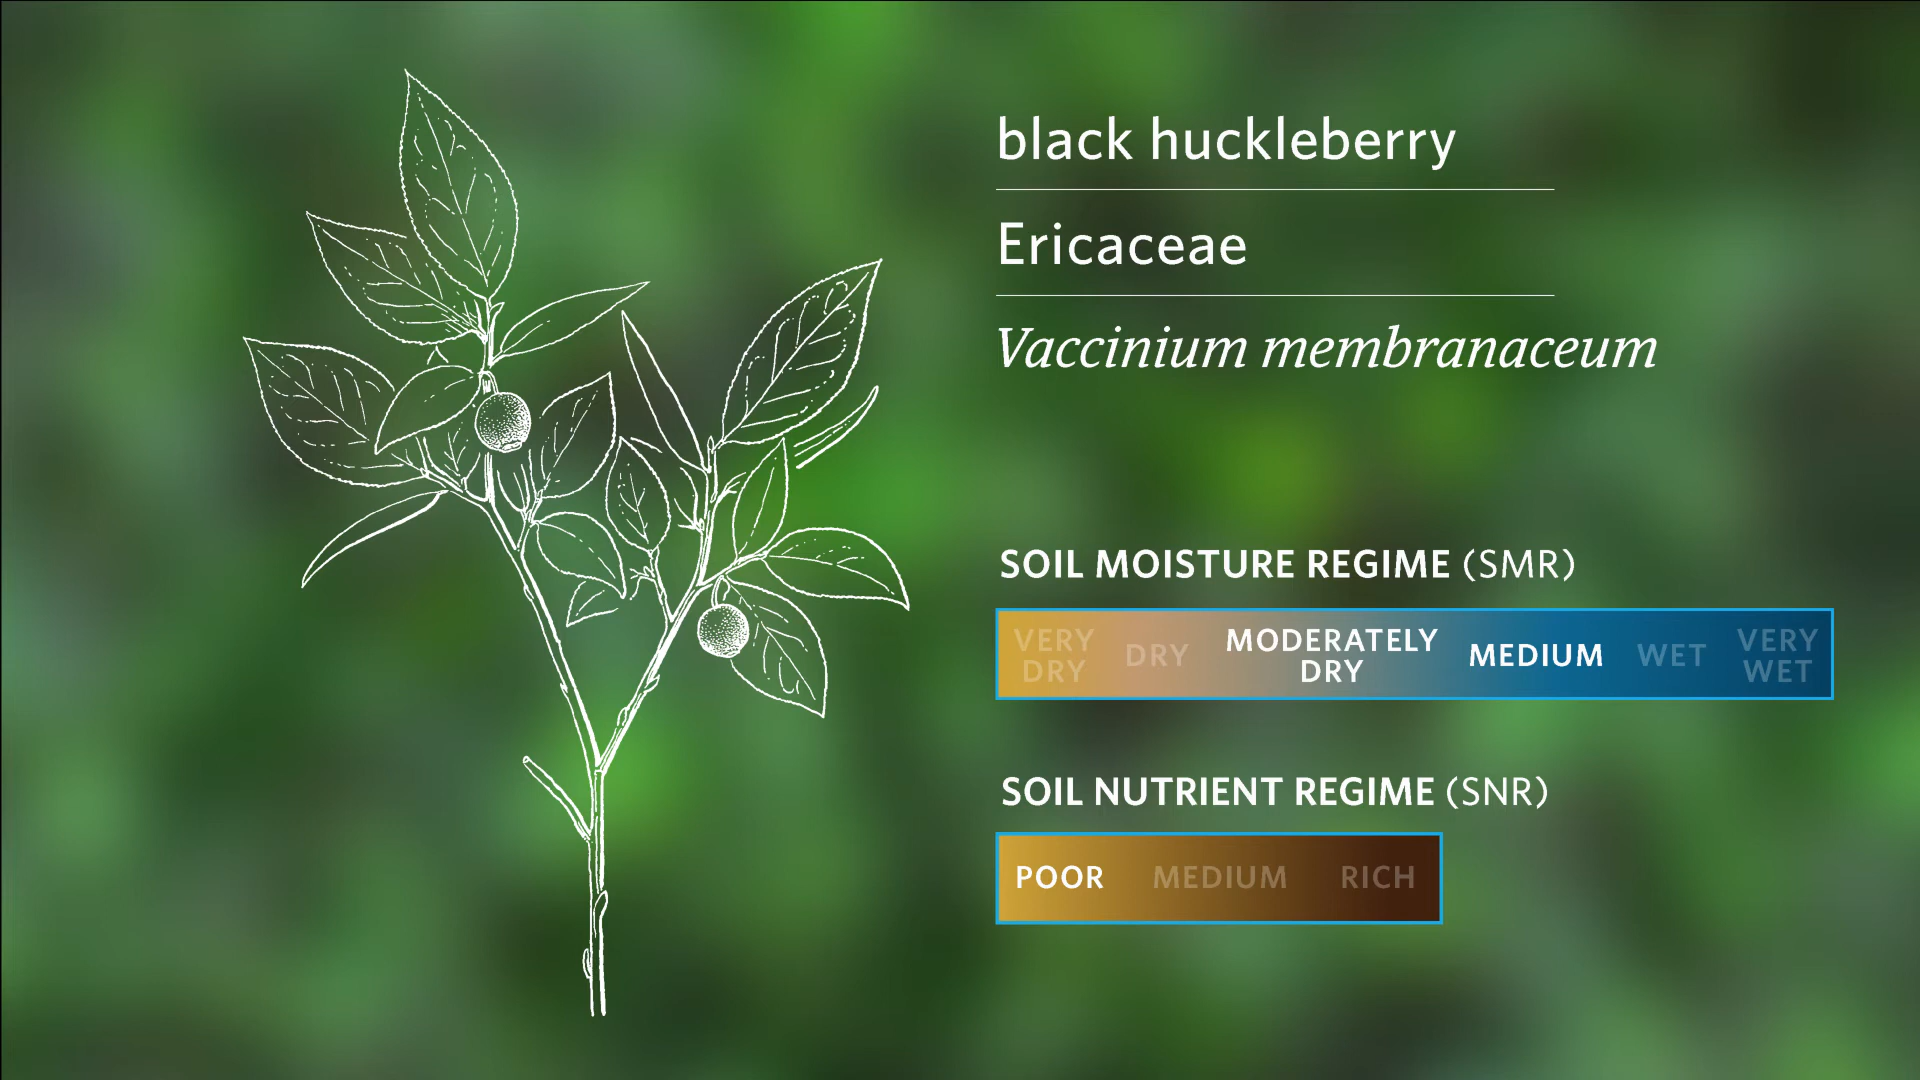 black huckleberry
Ericaceae
Vaccinium membranaceum
SOIL MOISTURE REGIME (SMR)
VERY DRY DRY MODERATELY DRY MEDIUM WET VERY WET
SOIL NUTRIENT REGIME (SNR)
POOR MEDIUM RICH